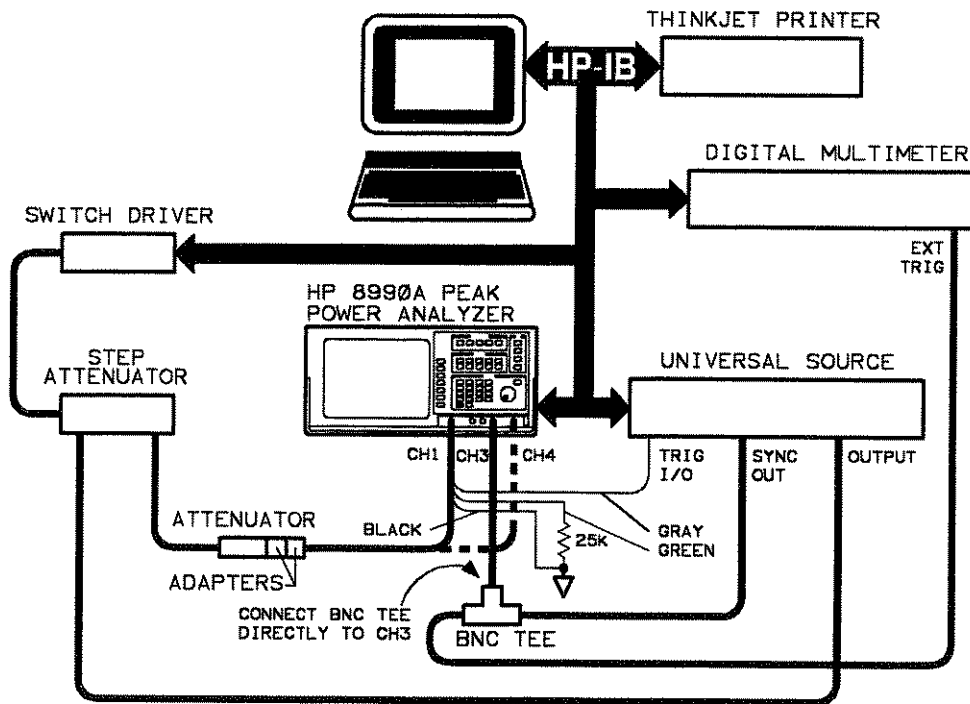 THINKJET PRINTER
HP-IB
DIGITAL MULTIMETER
SWITCH DRIVER
EXT
TRIG
HP 8990A PEAK
POWER ANALYZER
STEP
ATTENUATOR
UNIVERSAL SOURCE
CH1
CH3
CH4
TRIG
I/O
SYNC
OUT
OUTPUT
ATTENUATOR
BLACK
GRAY
GREEN
25K
ADAPTERS
CONNECT BNC TEE
DIRECTLY TO CH3
BNC TEE